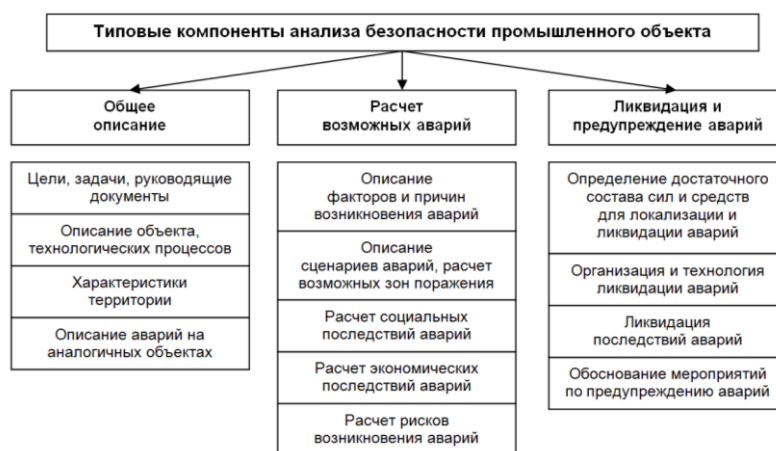 Типовые компоненты анализа безопасности промышленного объекта
Общее
описание
Цели, задачи, руководящие
документы
Описание объекта,
технологических процессов
Характеристики
территории
Описание аварий на
аналогичных объектах
Расчет
возможных аварий
Описание
факторов и причин
возникновения аварий
Описание
сценариев аварий, расчет
возможных зон поражения
Расчет социальных
последствий аварий
Расчет экономических
последствий аварий
Расчет рисков
возникновения аварий
Ликвидация и
предупреждение аварий
Определение достаточного
состава сил и средств
для локализации и
ликвидации аварий
Организация и технология
ликвидации аварий
Ликвидация
последствий аварий
Обоснование мероприятий
по предупреждению аварий